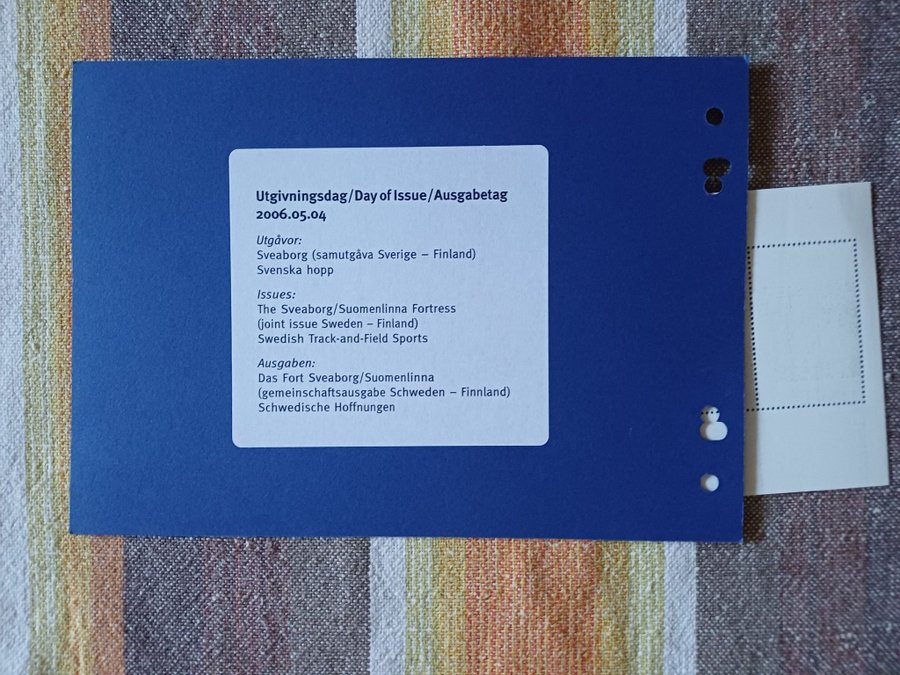 Utgivningsdag/Day of Issue/Ausgabetag
2006.05.04
Utgåvor:
Sveaborg (samutgåva Sverige – Finland)
Svenska hopp
Issues:
The Sveaborg/Suomenlinna Fortress
(joint issue Sweden – Finland)
Swedish Track-and-Field Sports
Ausgaben:
Das Fort Sveaborg/Suomenlinna
(gemeinschaftsausgabe Schweden – Finnland)
Schwedische Hoffnungen